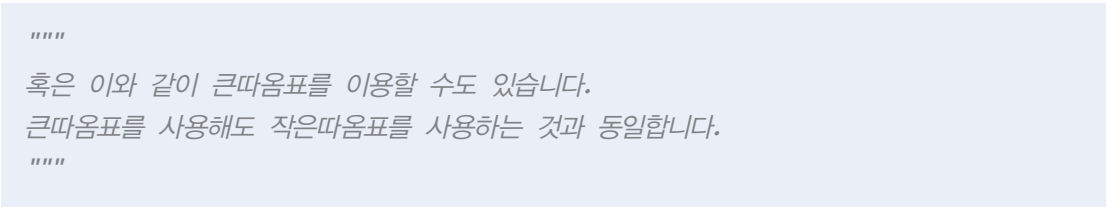 """
혹은 이와 같이 큰따옴표를 이용할 수도 있습니다.
큰따옴표를 사용해도 작은따옴표를 사용하는 것과 동일합니다.
"""